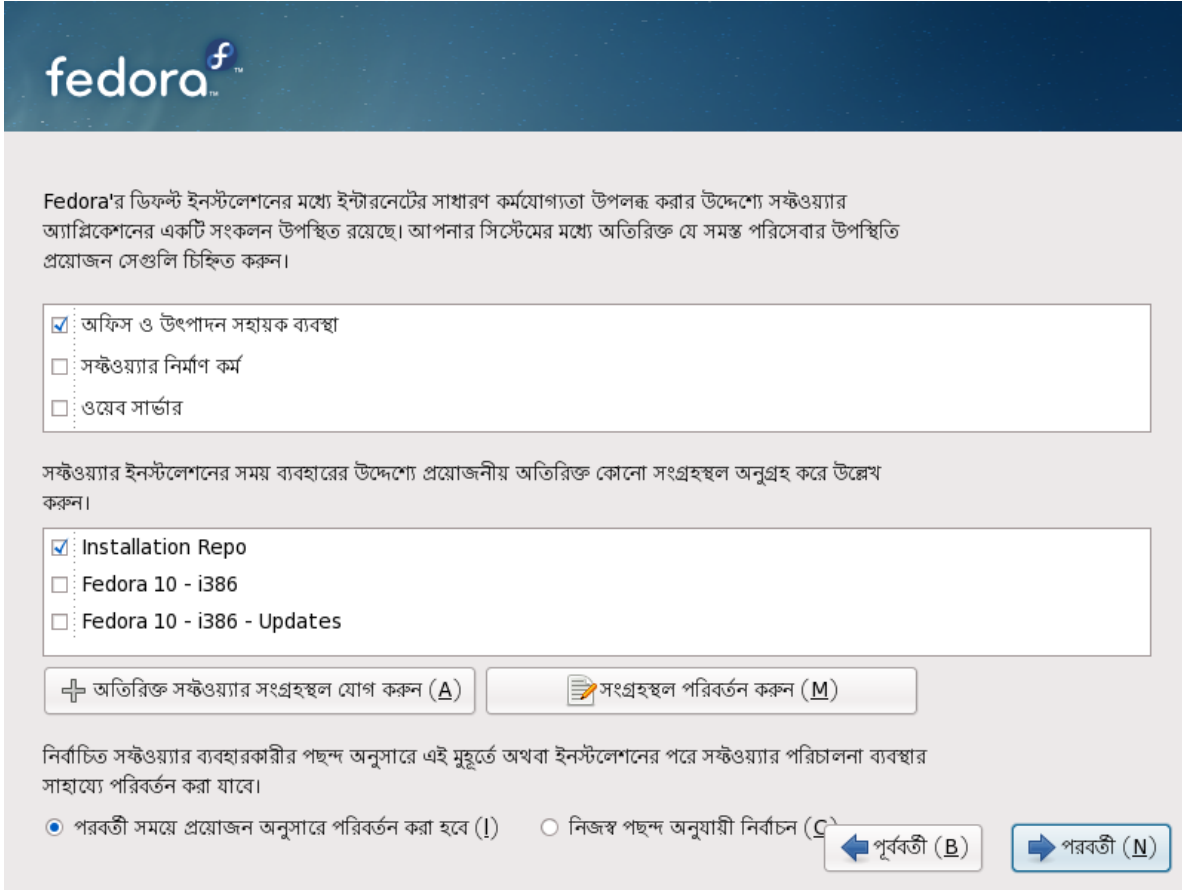 fedora
Fedora'র ডিফল্ট ইনস্টলেশনের মধ্যে ইন্টারনেটের সাধারণ কর্মযোগ্যতা উপলব্ধ করার উদ্দেশ্যে সফ্টওয়্যার
অ্যাপ্লিকেশনের একটি সংকলন উপস্থিত রয়েছে। আপনার সিস্টেমের মধ্যে অতিরিক্ত যে সমস্ত পরিসেবার উপস্থিতি
প্রয়োজন সেগুলি চিহ্নিত করুন।
অফিস ও উৎপাদন সহায়ক ব্যবস্থা
সফ্টওয়্যার নির্মাণ কর্ম
ওয়েব সার্ভার
সফ্টওয়্যার ইনস্টলেশনের সময় ব্যবহারের উদ্দেশ্যে প্রয়োজনীয় অতিরিক্ত কোনো সংগ্রহস্থল অনুগ্রহ করে উল্লেখ
করুন।
Installation Repo
Fedora 10 - i386
Fedora 10 - i386 - Updates
অতিরিক্ত সফ্টওয়্যার সংগ্রহস্থল যোগ করুন (A)
সংগ্রহস্থল পরিবর্তন করুন (M)
নির্বাচিত সফ্টওয়্যার ব্যবহারকারীর পছন্দ অনুসারে এই মুহূর্তে অথবা ইনস্টলেশনের পরে সফ্টওয়্যার পরিচালনা ব্যবস্থার
সাহায্যে পরিবর্তন করা যাবে।
পরবর্তী সময়ে প্রয়োজন অনুসারে পরিবর্তন করা হবে (I)
নিজস্ব পছন্দ অনুযায়ী নির্বাচন (C)
পূর্ববর্তী (B)
পরবর্তী (N)